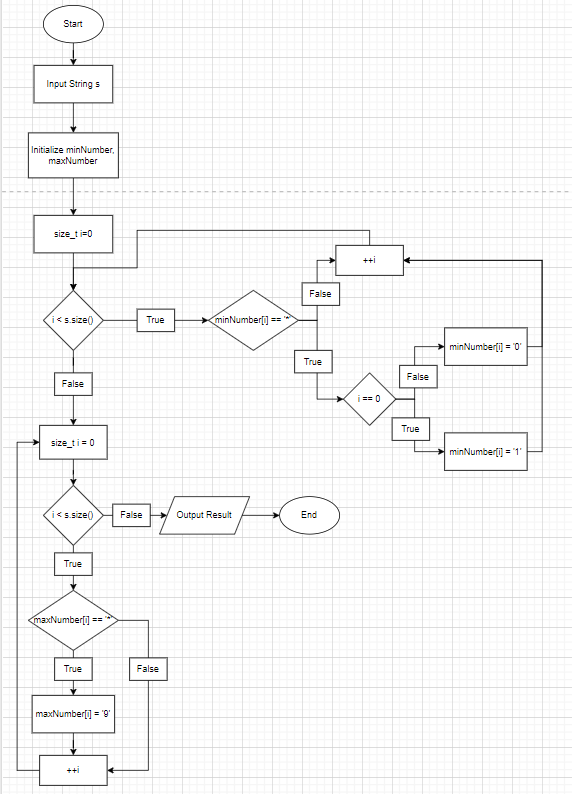 Start
Input String s
Initialize minNumber,
maxNumber
size_t i=0
++i
i < s.size()
True
minNumber[i] == '*'
False
True
i == 0
False
minNumber[i] = '0'
True
minNumber[i] = '1'
False
size_t i = 0
i < s.size()
False
Output Result
End
True
maxNumber[i] == '*'
True
False
maxNumber[i] = '9'
++i